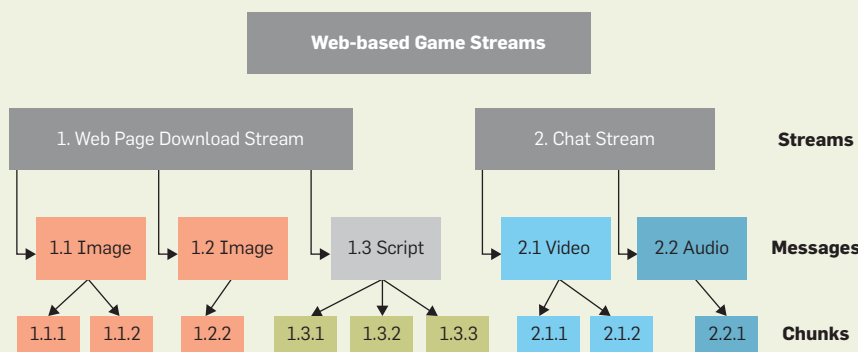 Web-based Game Streams
1. Web Page Download Stream
2. Chat Stream
Streams
1.1 Image
1.2 Image
1.3 Script
2.1 Video
2.2 Audio
Messages
1.1.1
1.1.2
1.2.2
1.3.1
1.3.2
1.3.3
2.1.1
2.1.2
2.2.1
Chunks